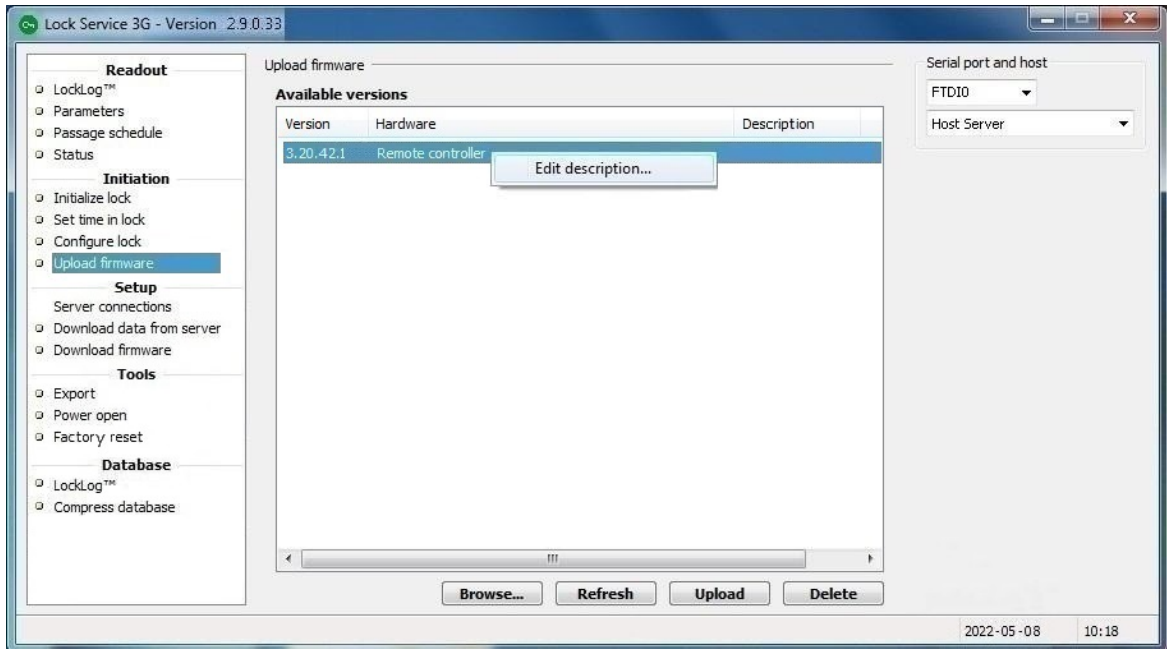 Lock Service 3G - Version 2.9.0.33
Readout
LockLog™
Parameters
Passage schedule
Status
Initiation
Initialize lock
Set time in lock
Configure lock
Upload firmware
Setup
Server connections
Download data from server
Download firmware
Tools
Export
Power open
Factory reset
Database
LockLog™
Compress database
Upload firmware
Available versions
Version Hardware Description
3.20.42.1 Remote controller
Edit description...
Browse... Refresh Upload Delete
Serial port and host
FTDI0
Host Server
2022-05-08 10:18